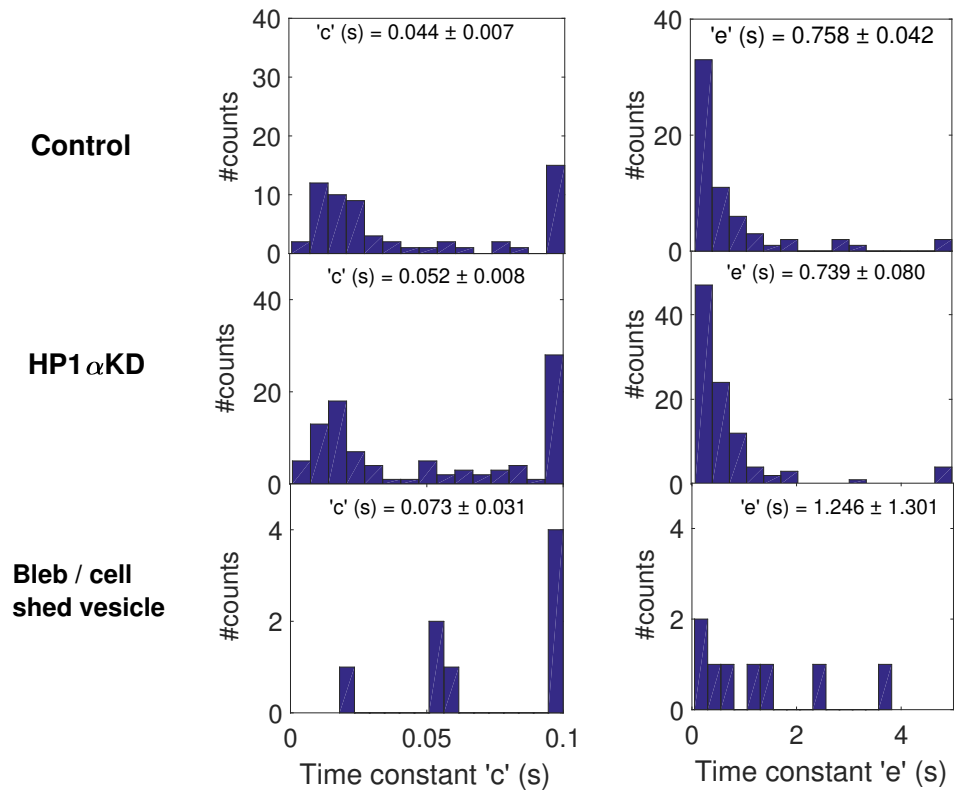 40
'c' (s) = 0.044 ± 0.007
30
20
10
0
#counts
'e' (s) = 0.758 ± 0.042
40
20
0
#counts
Control
'c' (s) = 0.052 ± 0.008
40
20
0
#counts
'e' (s) = 0.739 ± 0.080
40
20
0
#counts
HP1αKD
'c' (s) = 0.073 ± 0.031
4
2
0
#counts
'e' (s) = 1.246 ± 1.301
4
2
0
#counts
Bleb / cell
shed vesicle
0 0.05 0.1
Time constant 'c' (s)
0 2 4
Time constant 'e' (s)